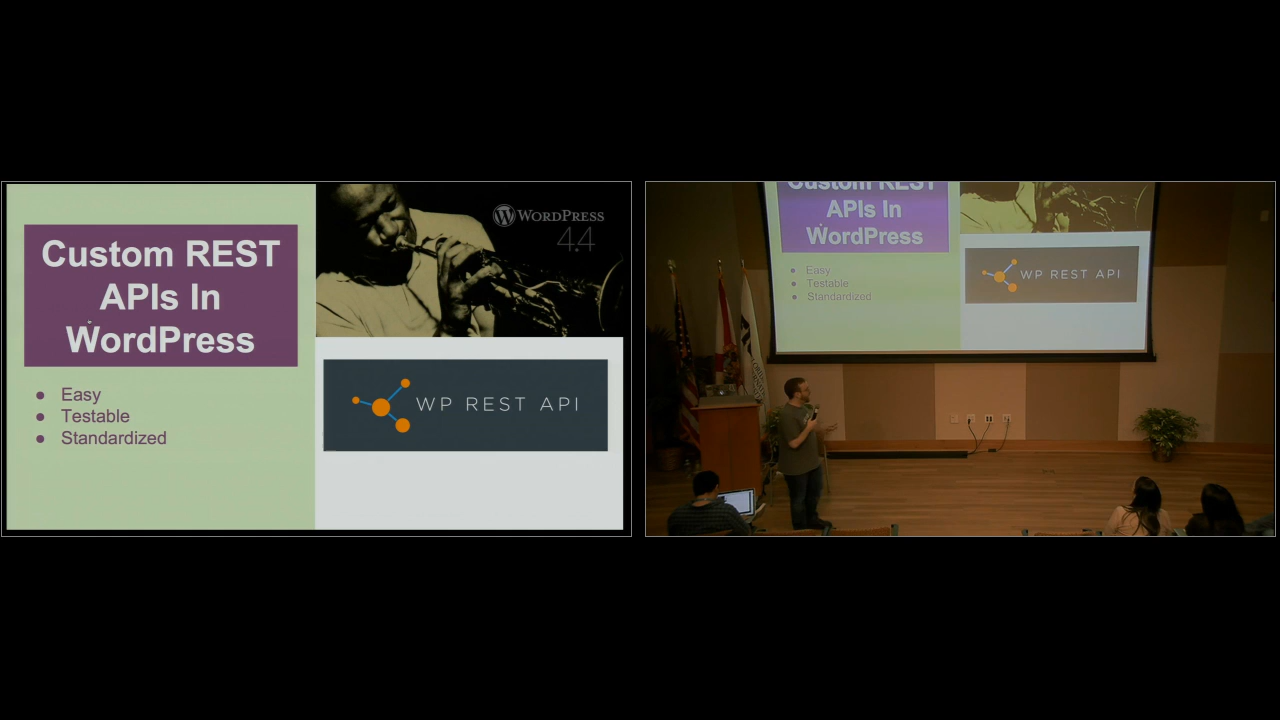 Custom REST
APIs In
WordPress
● Easy
● Testable
● Standardized
WORDPRESS
4.4
WP REST API
Custom REST
APIs In
WordPress
● Easy
● Testable
● Standardized
WP REST API